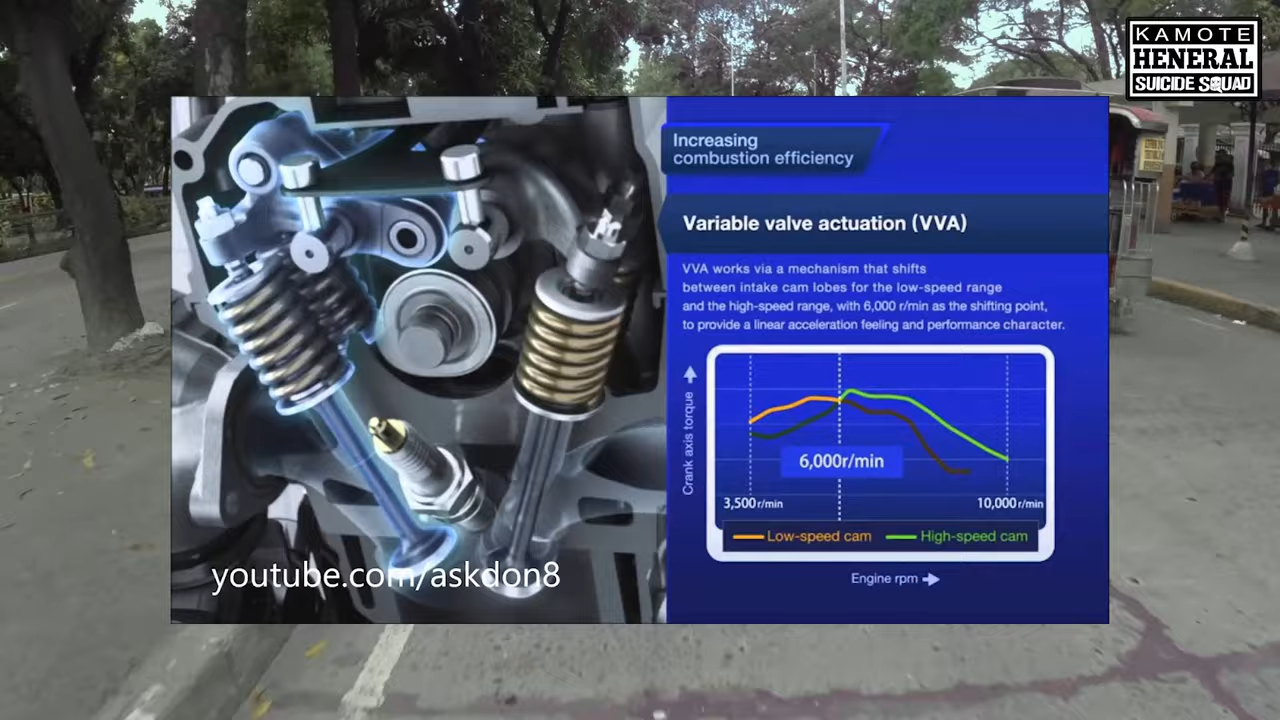 KAMOTE
HENERAL
SUICIDE SQUAD
Increasing
combustion efficiency
Variable valve actuation (VVA)
VVA works via a mechanism that shifts
between intake cam lobes for the low-speed range
and the high-speed range, with 6,000 r/min as the shifting point,
to provide a linear acceleration feeling and performance character.
Crank axis torque
6,000r/min
3,500 r/min
10,000 r/min
Low-speed cam
High-speed cam
Engine rpm
youtube.com/askdon8